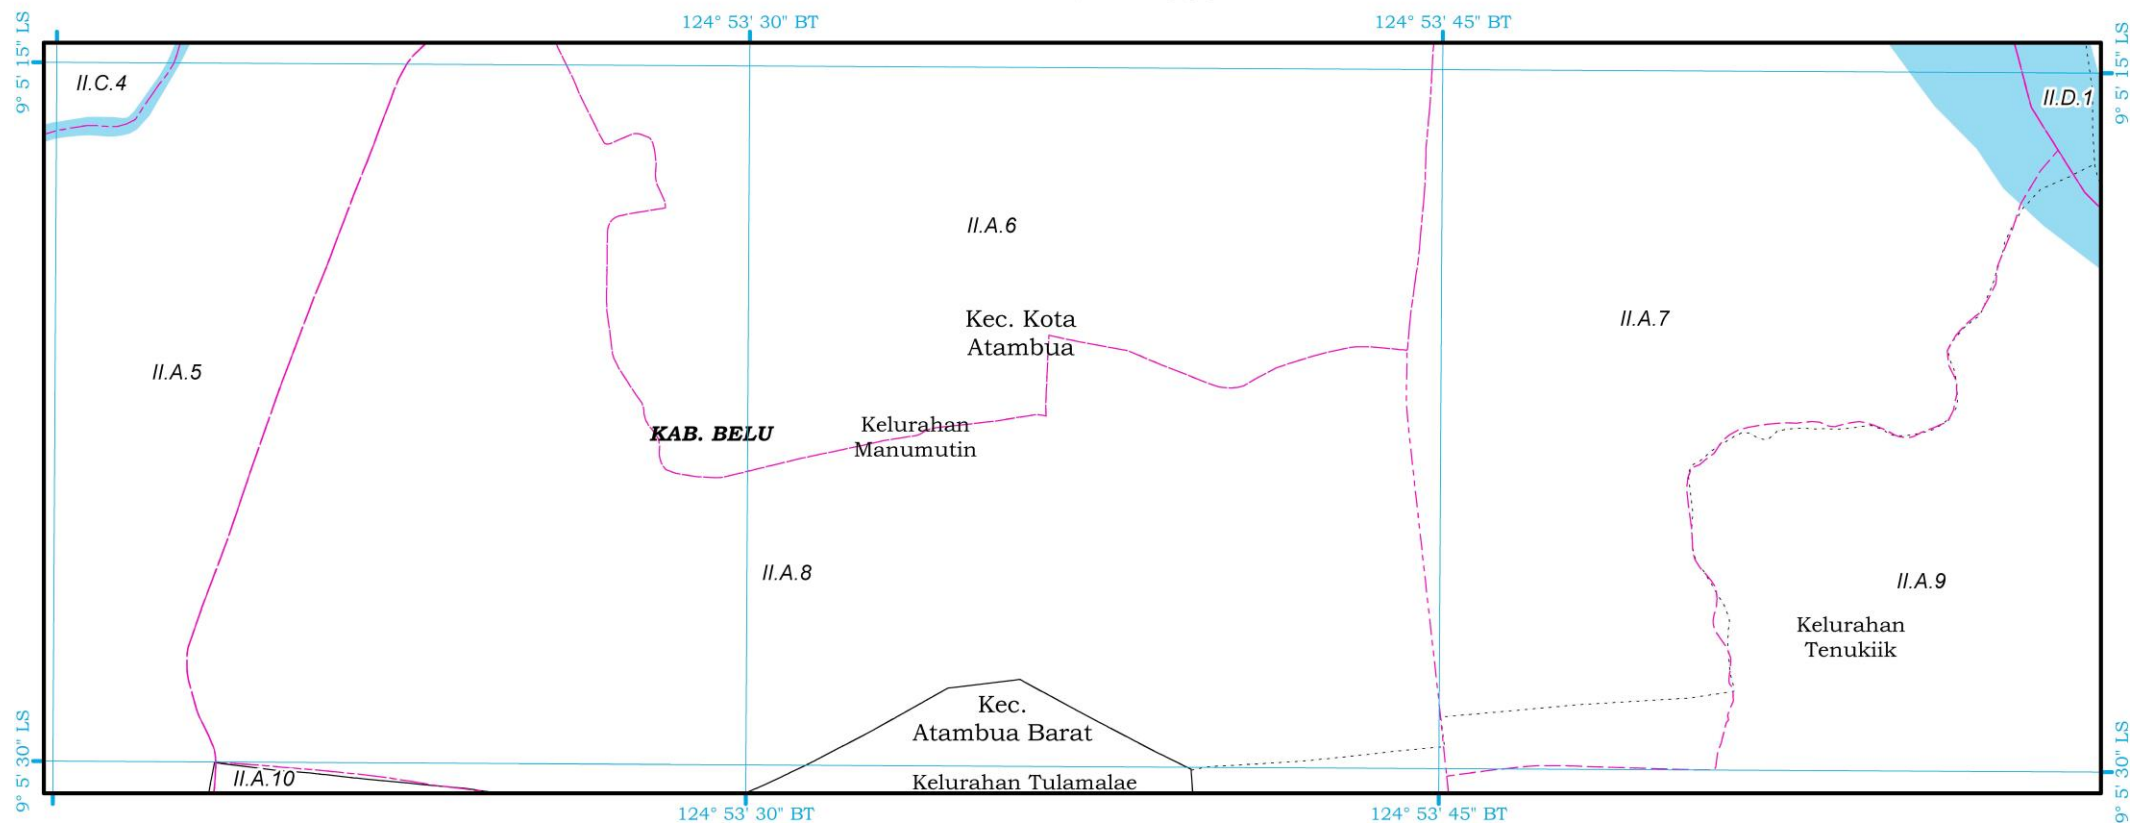 124° 53' 30" BT
124° 53' 45" BT
9° 5' 15" LS
9° 5' 15" LS
II.C.4
II.D.1
II.A.6
Kec. Kota
Atambua
II.A.7
II.A.5
KAB. BELU
Kelurahan
Manumutin
II.A.8
II.A.9
Kelurahan
Tenukiik
Kec.
Atambua Barat
Kelurahan Tulamalae
II.A.10
9° 5' 30" LS
9° 5' 30" LS
124° 53' 30" BT
124° 53' 45" BT